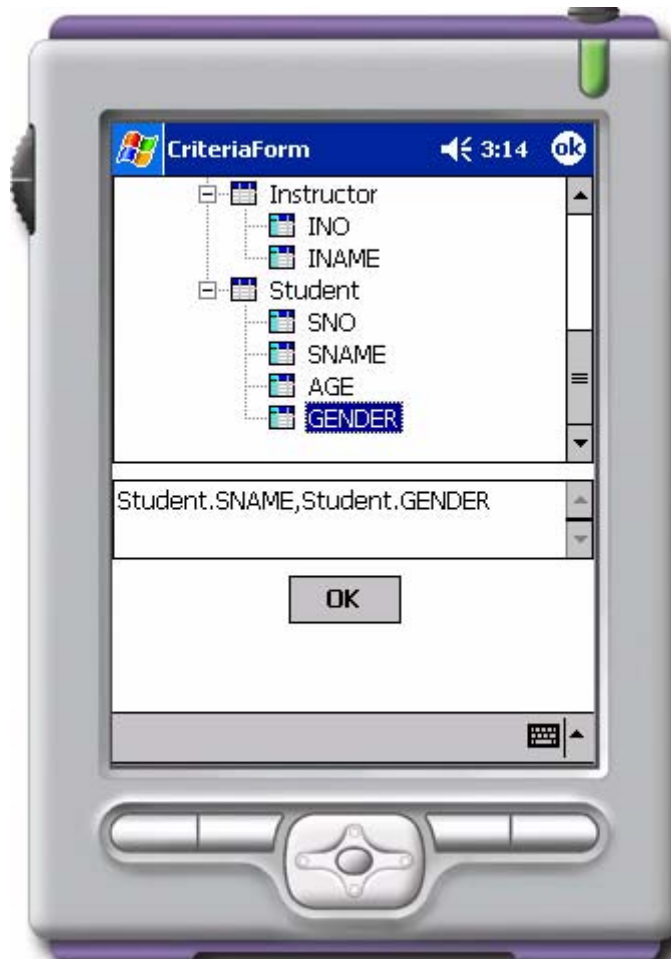 CriteriaForm 3:14 ok
Instructor
INO
INAME
Student
SNO
SNAME
AGE
GENDER
Student.SNAME,Student.GENDER
OK